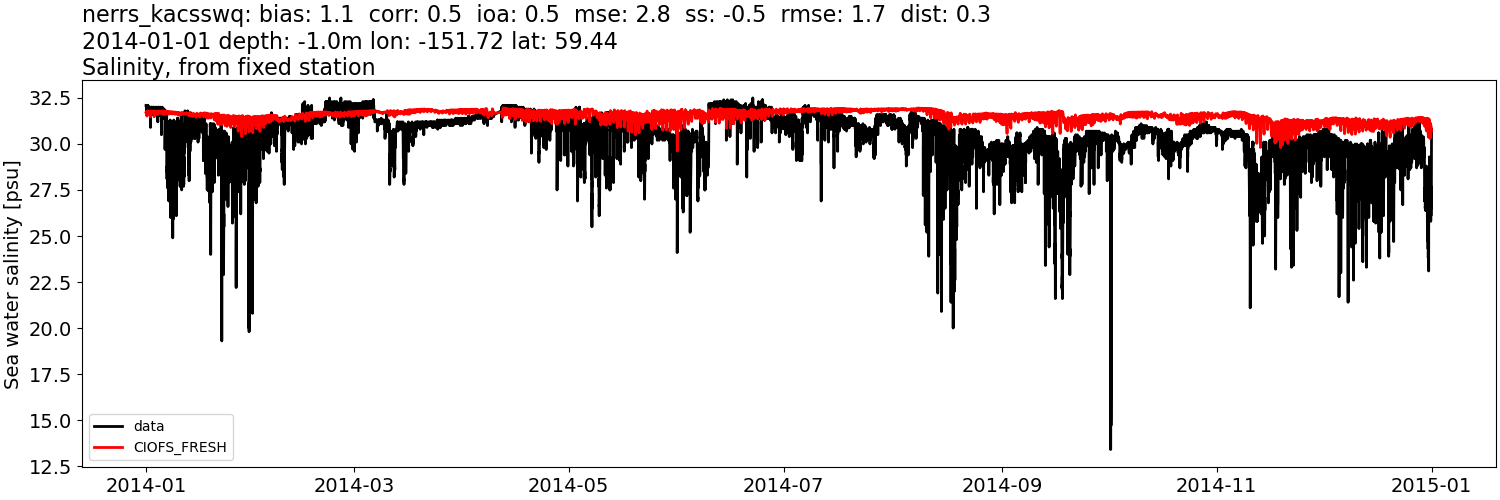 nerrs_kacsswq: bias: 1.1  corr: 0.5  ioa: 0.5  mse: 2.8  ss: -0.5  rmse: 1.7  dist: 0.3
2014-01-01 depth: -1.0m lon: -151.72 lat: 59.44
Salinity, from fixed station
Sea water salinity [psu]
32.5
30.0
27.5
25.0
22.5
20.0
17.5
15.0
12.5
data
CIOFS_FRESH
2014-01
2014-03
2014-05
2014-07
2014-09
2014-11
2015-01